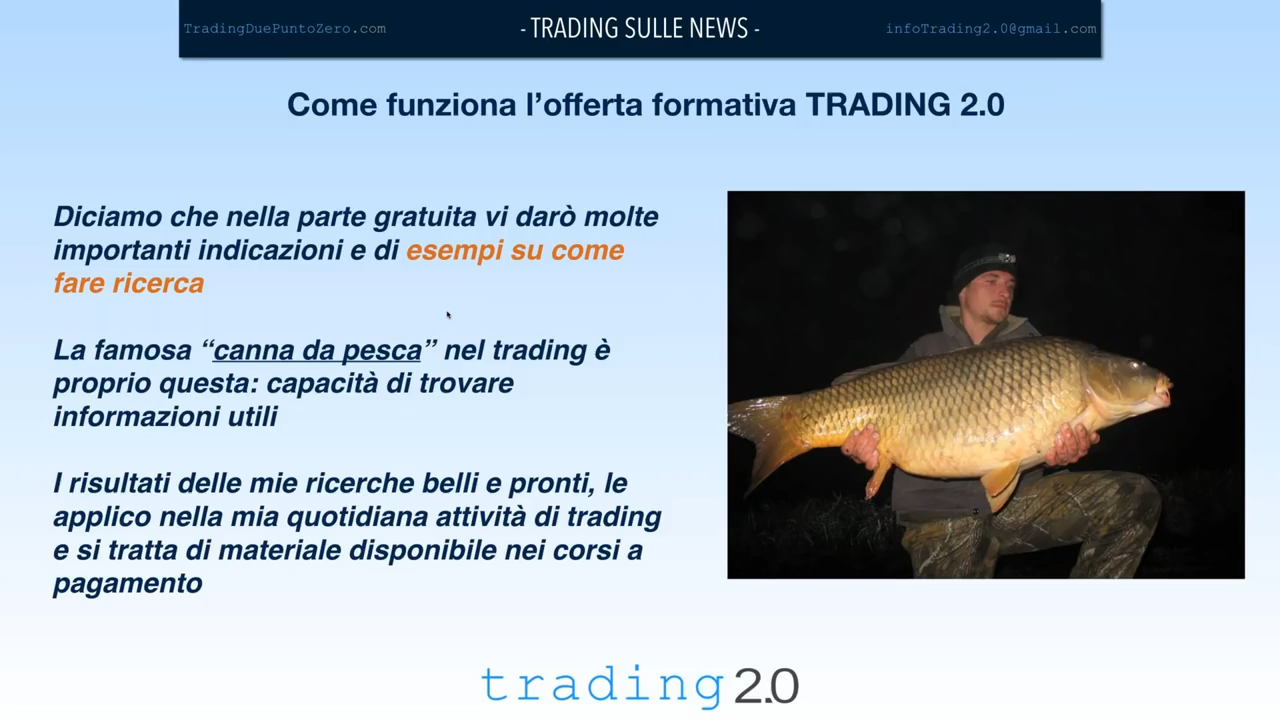 TradingDuePuntoZero.com
- TRADING SULLE NEWS -
infoTrading2.0@gmail.com
Come funziona l’offerta formativa TRADING 2.0
Diciamo che nella parte gratuita vi darò molte
importanti indicazioni e di esempi su come
fare ricerca
La famosa “canna da pesca” nel trading è
proprio questa: capacità di trovare
informazioni utili
I risultati delle mie ricerche belli e pronti, le
applico nella mia quotidiana attività di trading
e si tratta di materiale disponibile nei corsi a
pagamento
trading 2.0